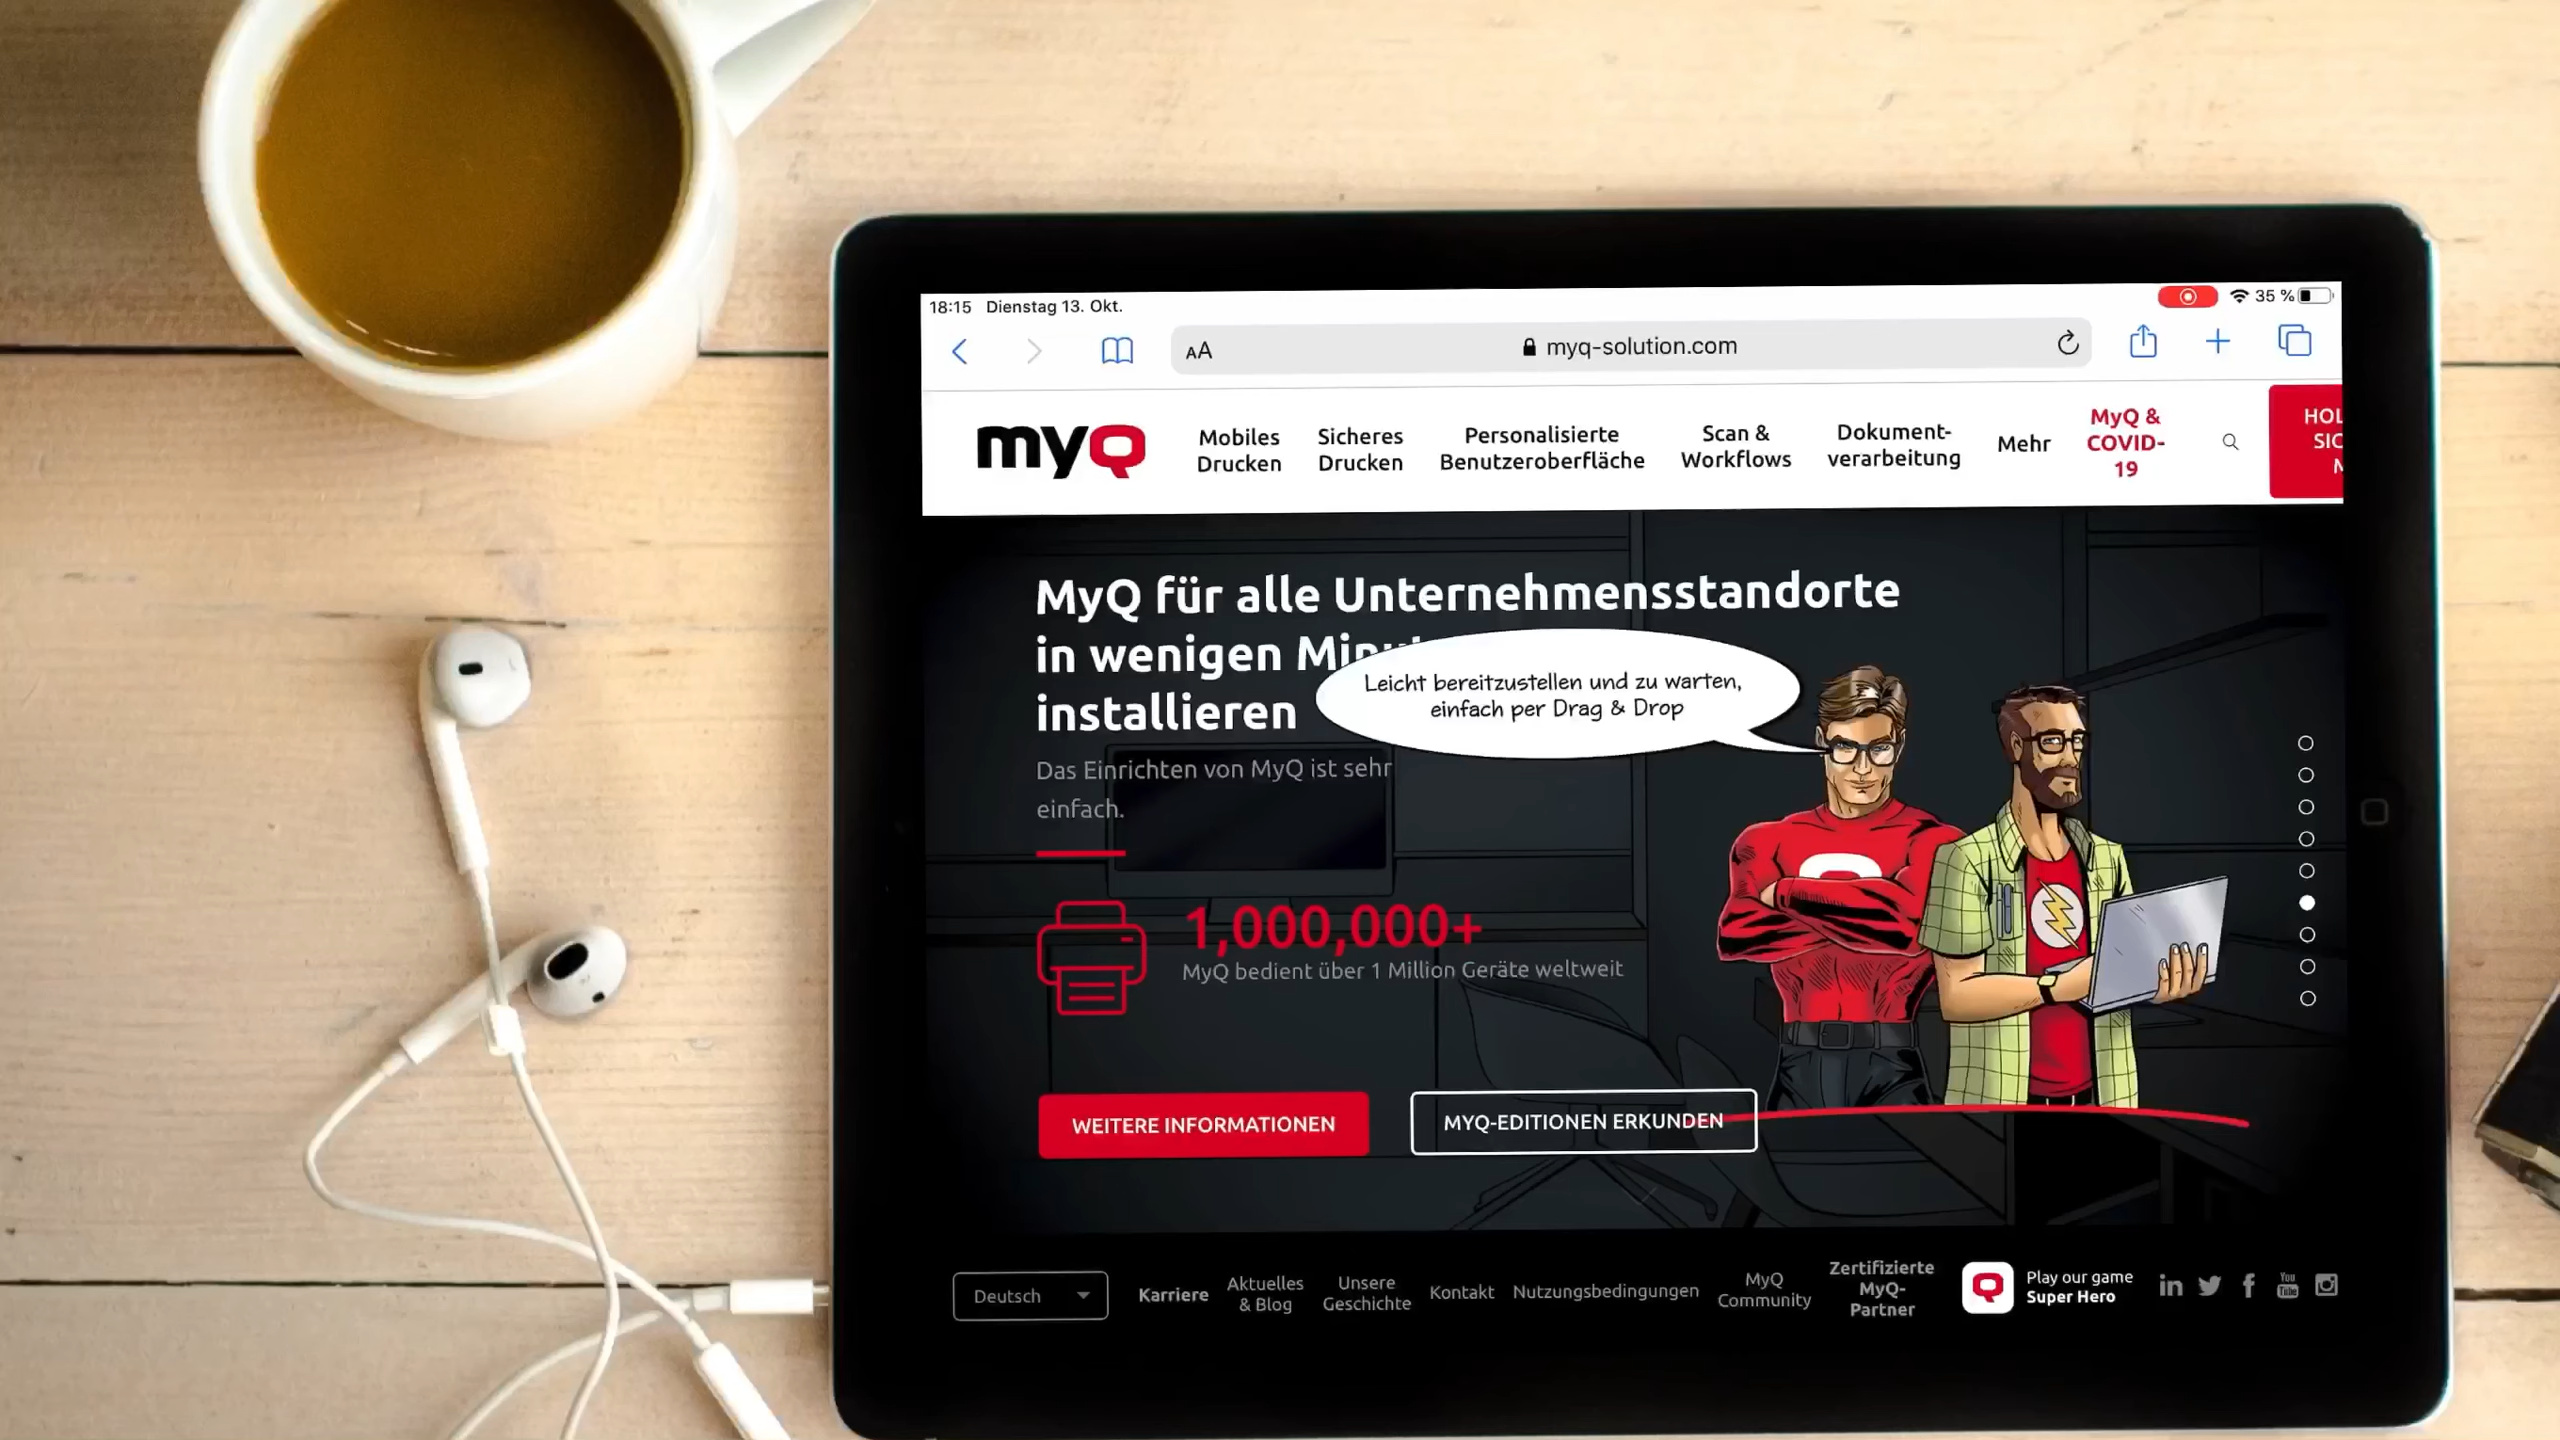 18:15 Dienstag 13. Okt.
35 %
AA
myq-solution.com
myQ
Mobiles
Drucken
Sicheres
Drucken
Personalisierte
Benutzeroberfläche
Scan &
Workflows
Dokument-
verarbeitung
Mehr
MyQ &
COVID-
19
HOL
SIC
MyQ für alle Unternehmensstandorte
in wenigen
installieren
Leicht bereitzustellen und zu warten,
einfach per Drag & Drop
Das Einrichten von MyQ ist sehr
einfach.
1,000,000+
MyQ bedient über 1 Million Geräte weltweit
WEITERE INFORMATIONEN
MYQ-EDITIONEN ERKUNDEN
Deutsch
Karriere
Aktuelles
& Blog
Unsere
Geschichte
Kontakt
Nutzungsbedingungen
MyQ
Community
Zertifizierte
MyQ-
Partner
Play our game
Super Hero
You
Tube